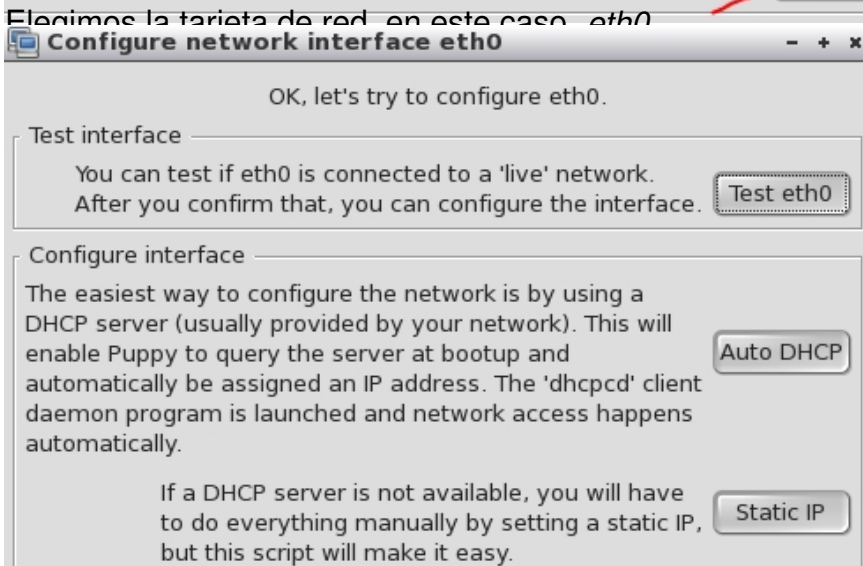 Elegimos la tarjeta de red, en este caso, eth0
Configure network interface eth0
OK, let's try to configure eth0.
Test interface
You can test if eth0 is connected to a 'live' network.
After you confirm that, you can configure the interface.
Test eth0
Configure interface
The easiest way to configure the network is by using a
DHCP server (usually provided by your network). This will
enable Puppy to query the server at bootup and
automatically be assigned an IP address. The 'dhcpcd' client
daemon program is launched and network access happens
automatically.
Auto DHCP
If a DHCP server is not available, you will have
to do everything manually by setting a static IP,
but this script will make it easy.
Static IP